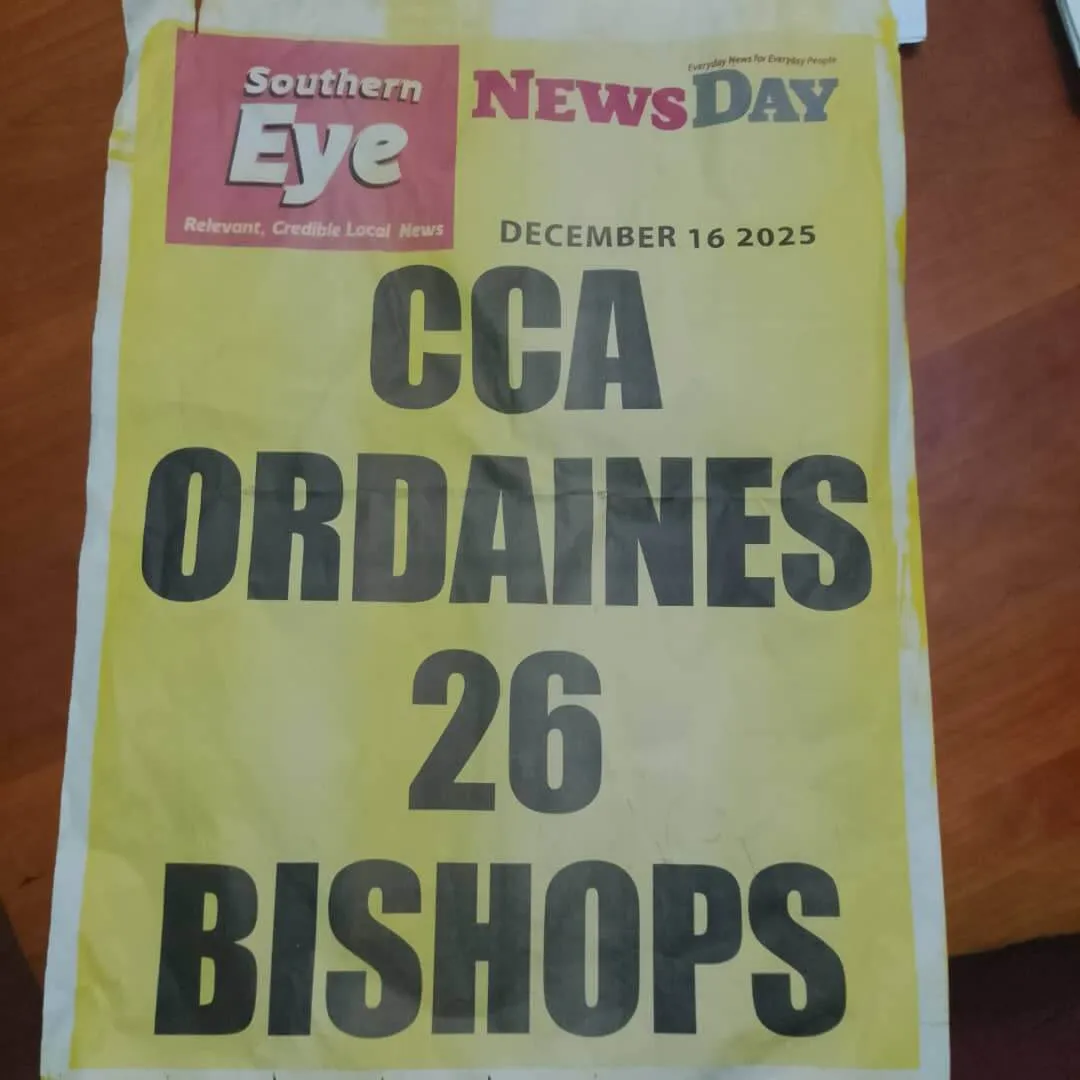 Southern
Eye
Relevant, Credible Local News
Everyday News for Everyday People
NEWSDAY
DECEMBER 16 2025
CCA
ORDAINES
26
BISHOPS